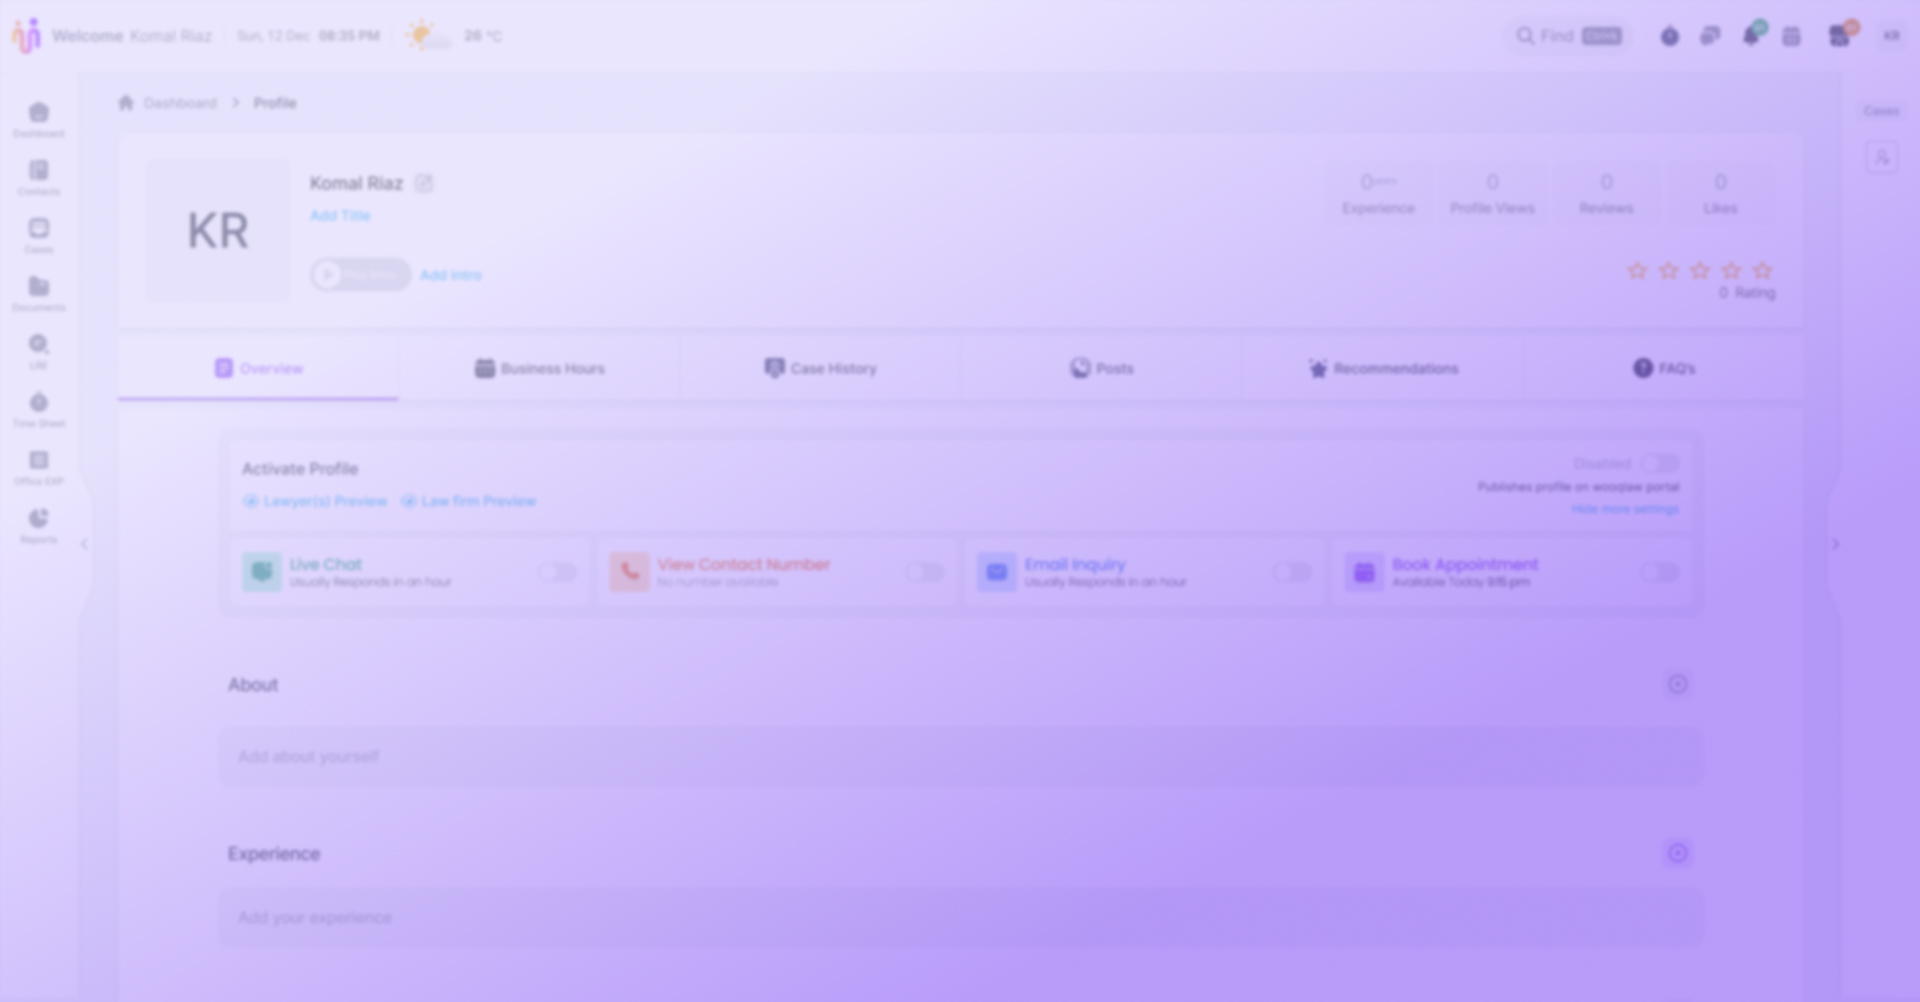 Welcome Komal Riaz
Sun, 12 Dec 08:35 PM
26 °C
Find
KR
Dashboard
Contacts
Cases
Documents
Time Sheet
Office EXP
Reports
Dashboard > Profile
Cases
KR
Komal Riaz
Add Title
Add Intro
0
Experience
0
Profile Views
0
Reviews
0
Likes
0 Rating
Overview
Business Hours
Case History
Posts
Recommendations
FAQ's
Activate Profile
Lawyer(s) Preview
Law firm Preview
Disabled
Publishes profile on wooqlaw portal
Hide more settings
Live Chat
Usually Responds in an hour
View Contact Number
No number available
Email Inquiry
Usually Responds in an hour
Book Appointment
Available Today 9:15 pm
About
Add about yourself
Experience
Add your experience